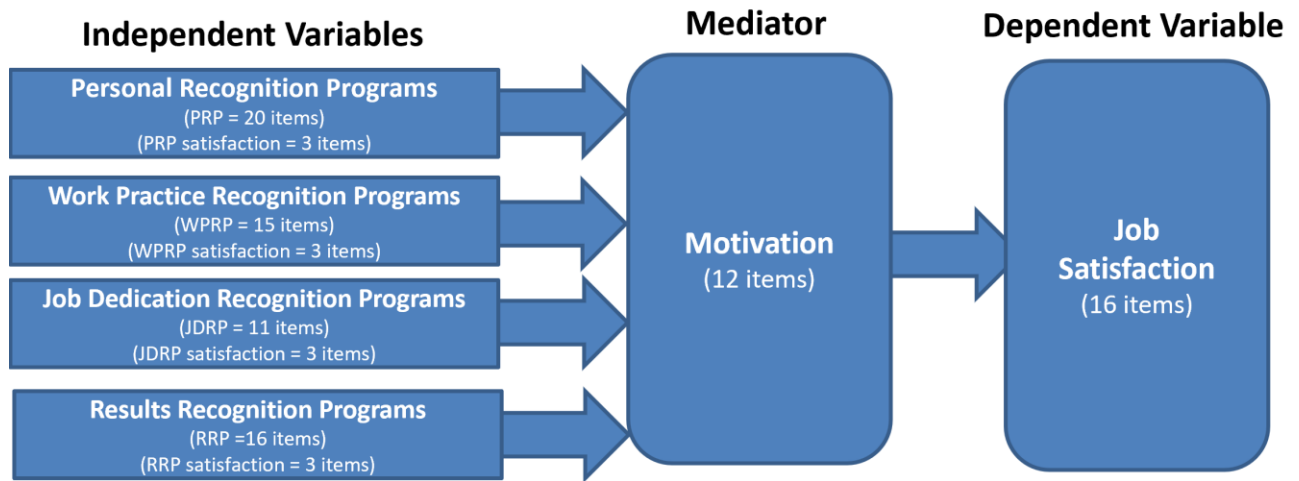 Independent Variables
Personal Recognition Programs
(PRP = 20 items)
(PRP satisfaction = 3 items)
Work Practice Recognition Programs
(WPRP = 15 items)
(WPRP satisfaction = 3 items)
Job Dedication Recognition Programs
(JDRP = 11 items)
(JDRP satisfaction = 3 items)
Results Recognition Programs
(RRP =16 items)
(RRP satisfaction = 3 items)
Mediator
Motivation
(12 items)
Dependent Variable
Job
Satisfaction
(16 items)